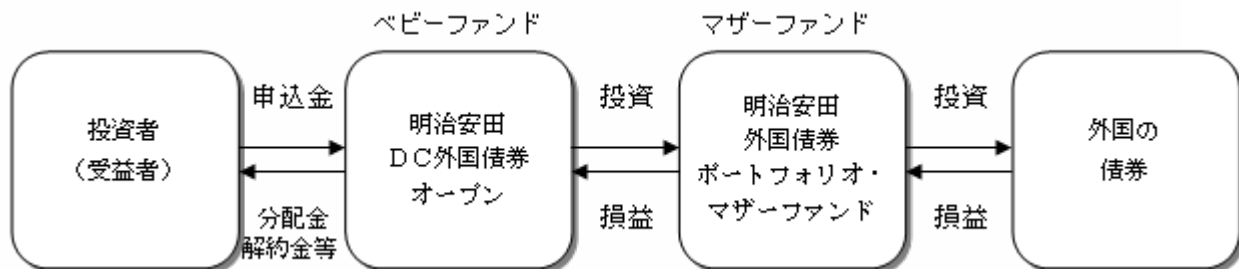 ベビーファンド
マザーファンド
投資者
（受益者）
申込金
分配金
解約金等
明治安田
ＤＣ外国債券
オープン
投資
損益
明治安田
外国債券
ポートフォリオ・
マザーファンド
投資
損益
外国の
債券